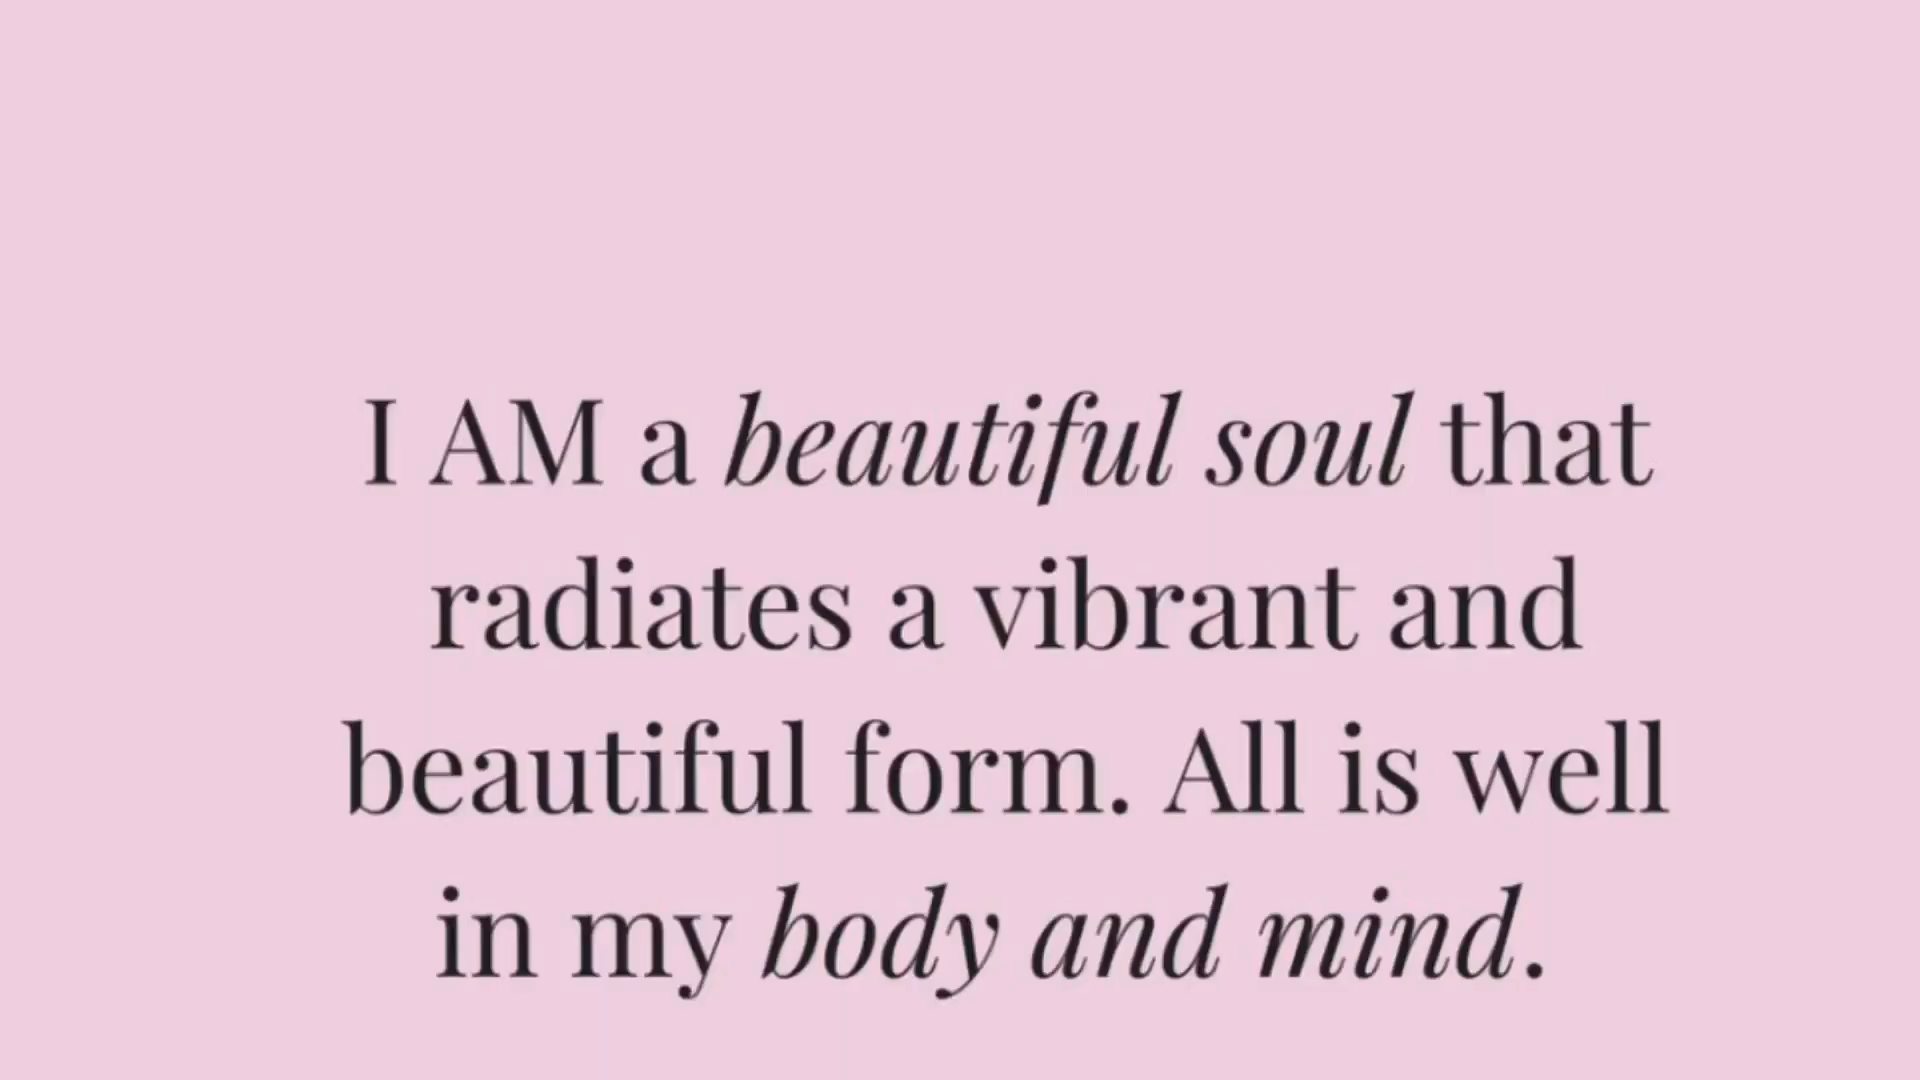 I AM a beautiful soul that
radiates a vibrant and
beautiful form. All is well
in my body and mind.